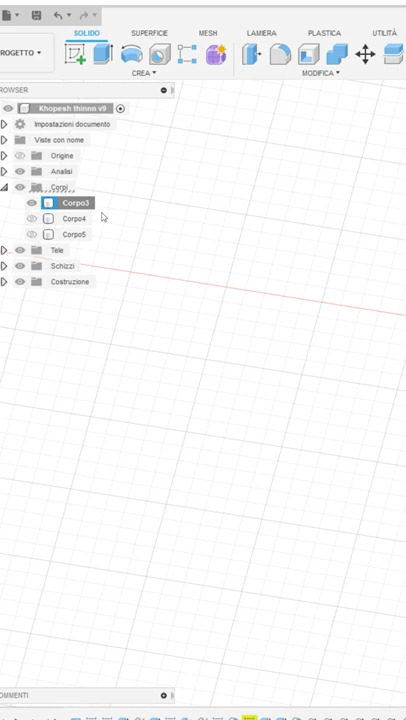 SOLIDO SUPERFICIE MESH LAMIERA PLASTICA UTILITÀ
ROGETTO
CREA MODIFICA
ROWSER
Khopesh thinnn v9
Impostazioni documento
Viste con nome
Origine
Analisi
Corpi
Corpo3
Corpo4
Corpo5
Tele
Schizzi
Costruzione
OMMENTI